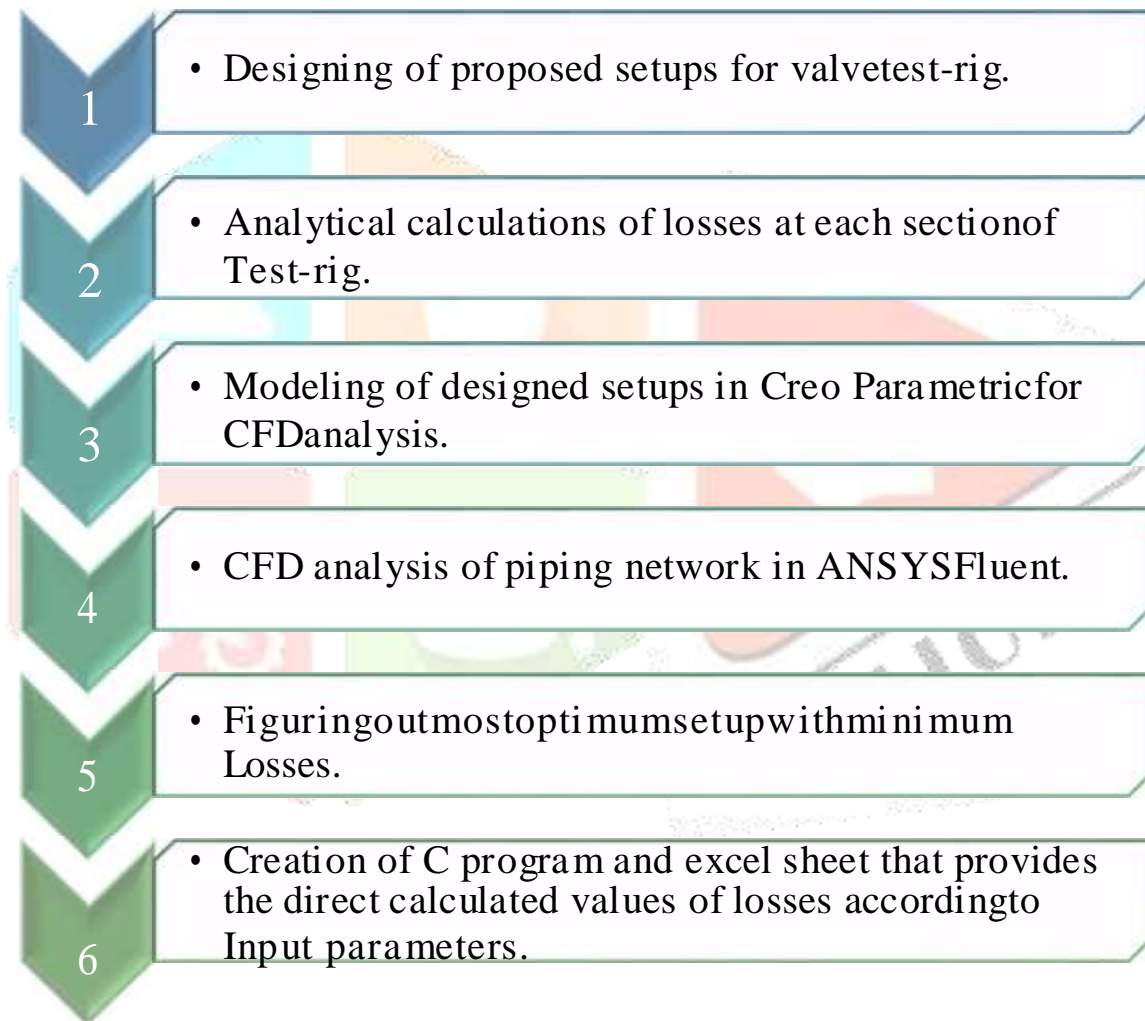 1
• Designing of proposed setups for valvetest-rig.
2
• Analytical calculations of losses at each sectionof
Test-rig.
3
• Modeling of designed setups in Creo Parametricfor
CFDanalysis.
4
• CFD analysis of piping network in ANSYSFluent.
5
• Figuringoutmostoptimumsetupwithminimum
Losses.
6
• Creation of C program and excel sheet that provides
the direct calculated values of losses accordingto
Input parameters.